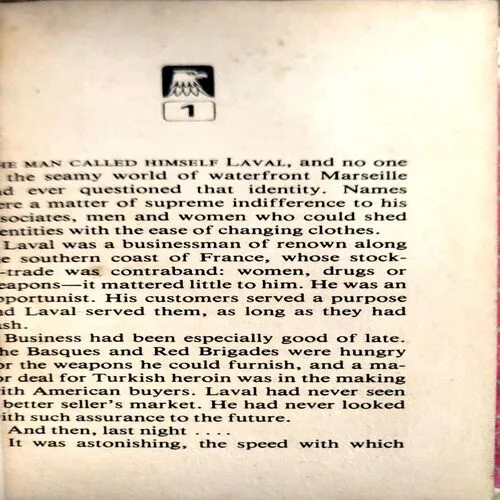 1
HE MAN CALLED HIMSELF LAVAL, and no one
the seamy world of waterfront Marseille
d ever questioned that identity. Names
ere a matter of supreme indifference to his
sociates, men and women who could shed
entities with the ease of changing clothes.
Laval was a businessman of renown along
e southern coast of France, whose stock-
-trade was contraband: women, drugs or
eapons—it mattered little to him. He was an
pportunist. His customers served a purpose
nd Laval served them, as long as they had
ash.
Business had been especially good of late.
he Basques and Red Brigades were hungry
or the weapons he could furnish, and a ma-
or deal for Turkish heroin was in the making
ith American buyers. Laval had never seen
better seller's market. He had never looked
ith such assurance to the future.
And then, last night ....
It was astonishing, the speed with which